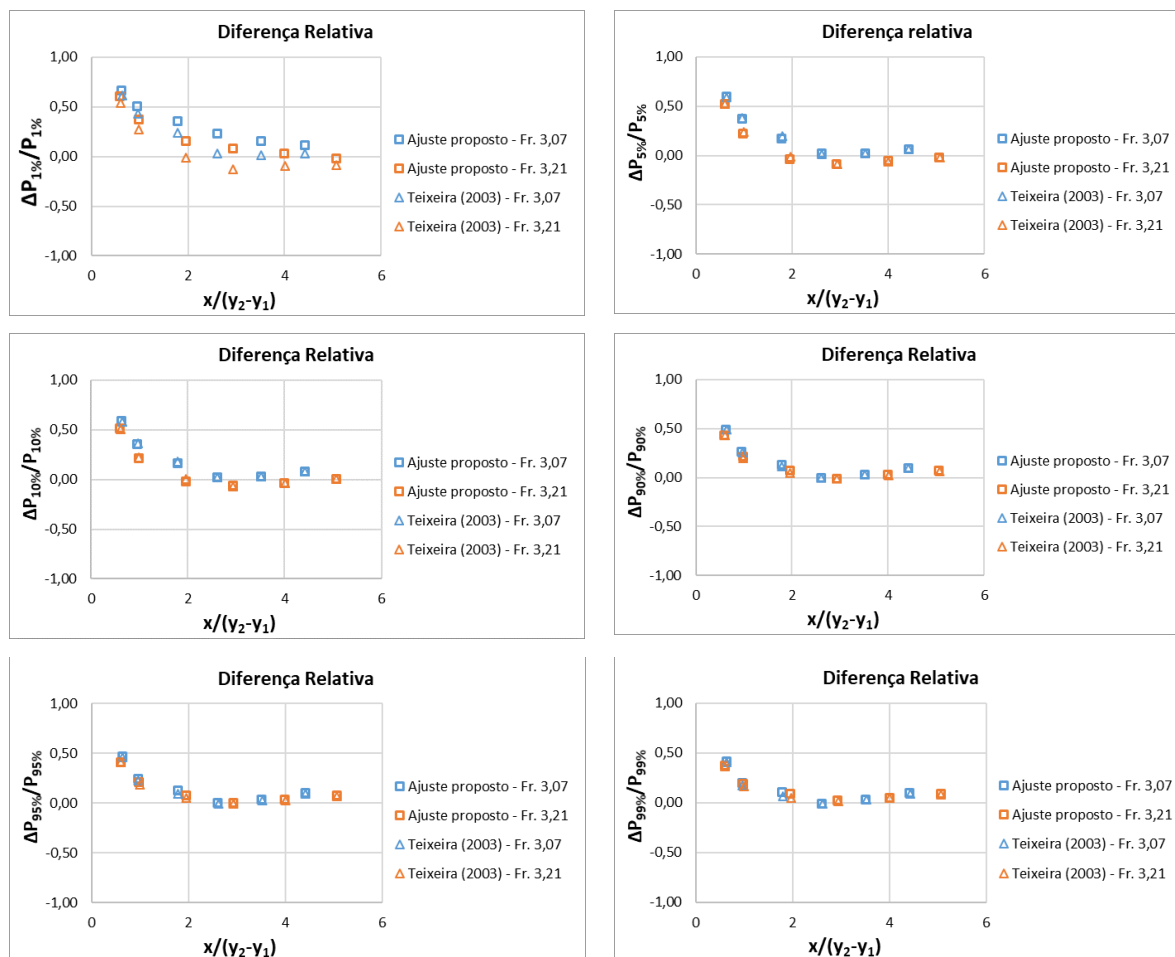 Diferença Relativa
1,00
0,50
0,00
-0,50
-1,00
0
2
4
6
ΔP1%/P1%
x/(y2-y1)
Ajuste proposto - Fr. 3,07
Ajuste proposto - Fr. 3,21
Teixeira (2003) - Fr. 3,07
Teixeira (2003) - Fr. 3,21
Diferença relativa
1,00
0,50
0,00
-0,50
-1,00
0
2
4
6
ΔP5%/P5%
x/(y2-y1)
Ajuste proposto - Fr. 3,07
Ajuste proposto - Fr. 3,21
Teixeira (2003) - Fr. 3,07
Teixeira (2003) - Fr. 3,21
Diferença Relativa
1,00
0,50
0,00
-0,50
-1,00
0
2
4
6
ΔP10%/P10%
x/(y2-y1)
Ajuste proposto - Fr. 3,07
Ajuste proposto - Fr. 3,21
Teixeira (2003) - Fr. 3,07
Teixeira (2003) - Fr. 3,21
Diferença Relativa
1,00
0,50
0,00
-0,50
-1,00
0
2
4
6
ΔP90%/P90%
x/(y2-y1)
Ajuste proposto - Fr. 3,07
Ajuste proposto - Fr. 3,21
Teixeira (2003) - Fr. 3,07
Teixeira (2003) - Fr. 3,21
Diferença Relativa
1,00
0,50
0,00
-0,50
-1,00
0
2
4
6
ΔP95%/P95%
x/(y2-y1)
Ajuste proposto - Fr. 3,07
Ajuste proposto - Fr. 3,21
Teixeira (2003) - Fr. 3,07
Teixeira (2003) - Fr. 3,21
Diferença Relativa
1,00
0,50
0,00
-0,50
-1,00
0
2
4
6
ΔP99%/P99%
x/(y2-y1)
Ajuste proposto - Fr. 3,07
Ajuste proposto - Fr. 3,21
Teixeira (2003) - Fr. 3,07
Teixeira (2003) - Fr. 3,21